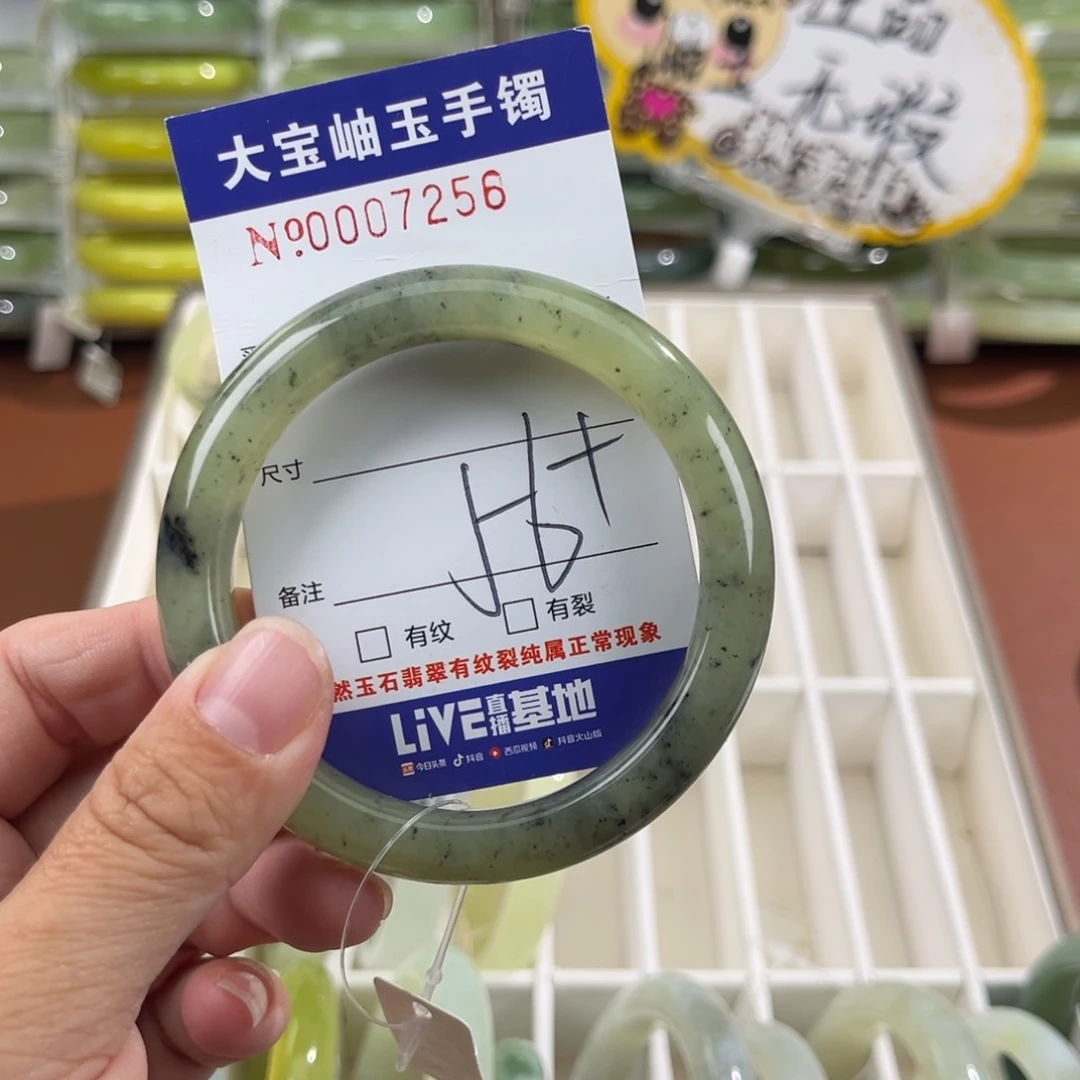 大宝岫玉手镯
Nº0007256
尺寸
备注
有纹 有裂
然玉石翡翠有纹裂纯属正常现象
LiVE直播基地
今日头条 抖音 西瓜视频 抖音火山版